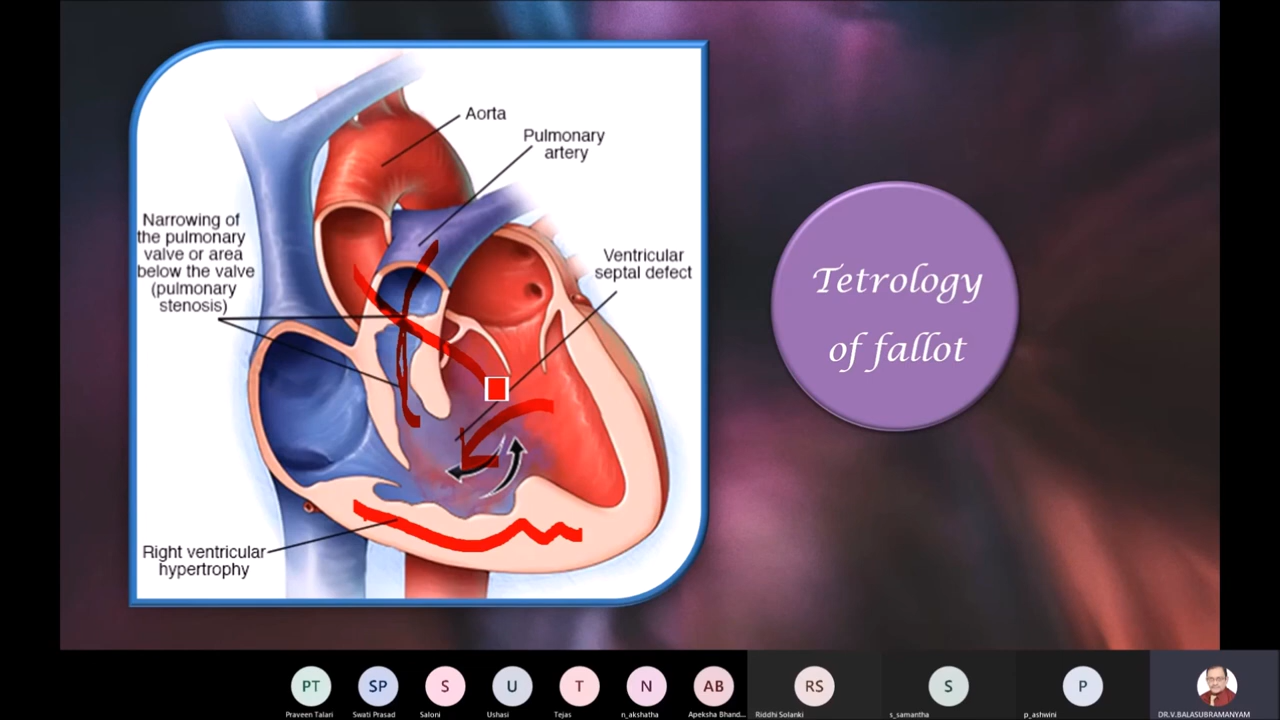 Aorta
Pulmonary
artery
Narrowing of
the pulmonary
valve or area
below the valve
(pulmonary
stenosis)
Ventricular
septal defect
Right ventricular
hypertrophy
Tetrology
of fallot
PT
SP
S
U
T
N
AB
RS
S
P
Praveen Talari
Swati Prasad
Saloni
Ushasi
Tejas
n_akshatha
Apeksha Bhand...
Riddhi Solanki
s_samantha
p_ashwini
DR.V.BALASUBRAMANYAM